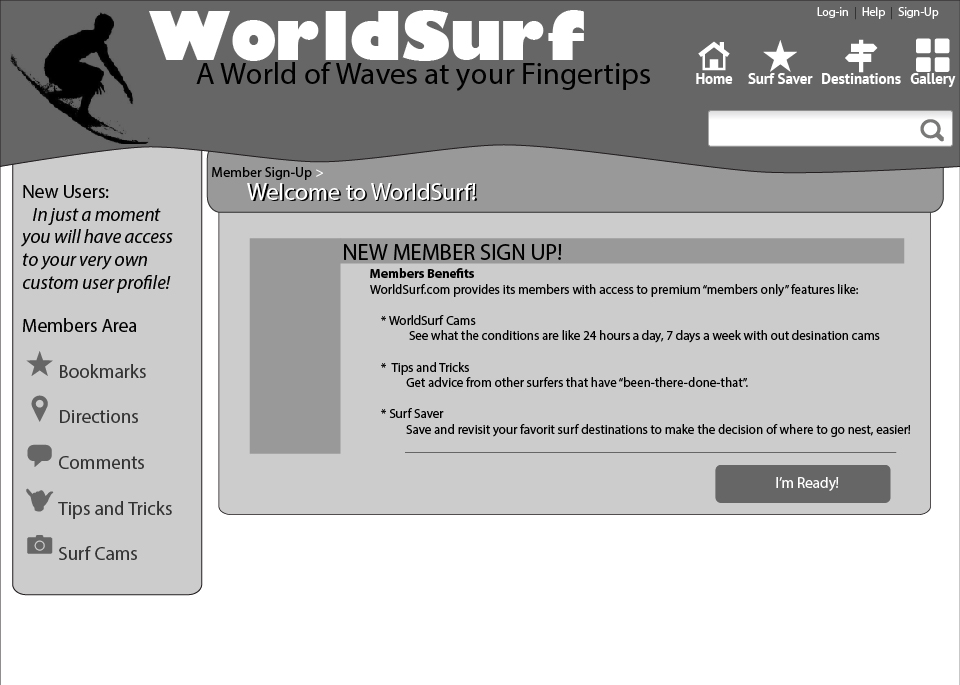 Log-in | Help | Sign-Up
WorldSurf
A World of Waves at your Fingertips
Home Surf Saver Destinations Gallery
Member Sign-Up >
Welcome to WorldSurf!
New Users:
In just a moment
you will have access
to your very own
custom user profile!
Members Area
Bookmarks
Directions
Comments
Tips and Tricks
Surf Cams
NEW MEMBER SIGN UP!
Members Benefits
WorldSurf.com provides its members with access to premium “members only” features like:
* WorldSurf Cams
See what the conditions are like 24 hours a day, 7 days a week with out desination cams
* Tips and Tricks
Get advice from other surfers that have “been-there-done-that”.
* Surf Saver
Save and revisit your favorit surf destinations to make the decision of where to go nest, easier!
I’m Ready!